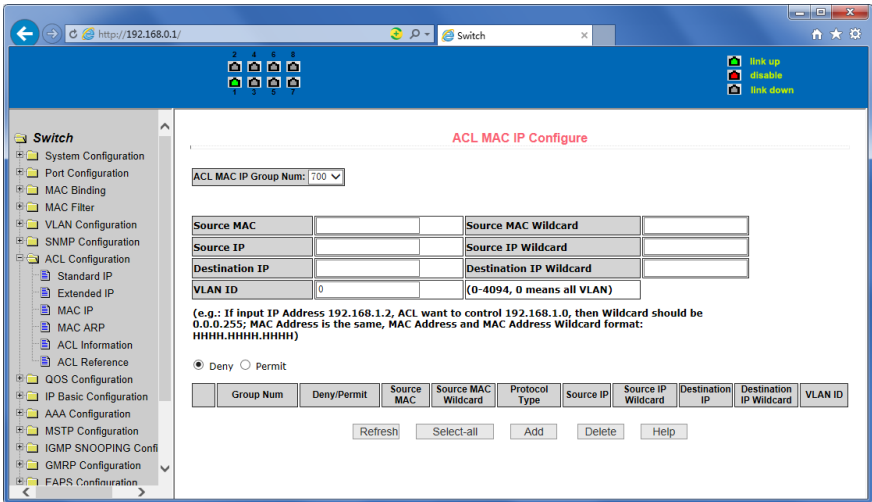 http://192.168.0.1/
Switch
2 4 6 8
1 3 5 7
link up
disable
link down
Switch
System Configuration
Port Configuration
MAC Binding
MAC Filter
VLAN Configuration
SNMP Configuration
ACL Configuration
Standard IP
Extended IP
MAC IP
MAC ARP
ACL Information
ACL Reference
QOS Configuration
IP Basic Configuration
AAA Configuration
MSTP Configuration
IGMP SNOOPING Confi
GMRP Configuration
EAPS Configuration
ACL MAC IP Configure
ACL MAC IP Group Num: 700
Source MAC Source MAC Wildcard
Source IP Source IP Wildcard
Destination IP Destination IP Wildcard
VLAN ID 0 (0-4094, 0 means all VLAN)
(e.g.: If input IP Address 192.168.1.2, ACL want to control 192.168.1.0, then Wildcard should be
0.0.0.255; MAC Address is the same, MAC Address and MAC Address Wildcard format:
HHHH.HHHH.HHHH)
Deny Permit
Group Num Deny/Permit Source MAC Source MAC Wildcard Protocol Type Source IP Source IP Wildcard Destination IP Destination IP Wildcard VLAN ID
Refresh Select-all Add Delete Help